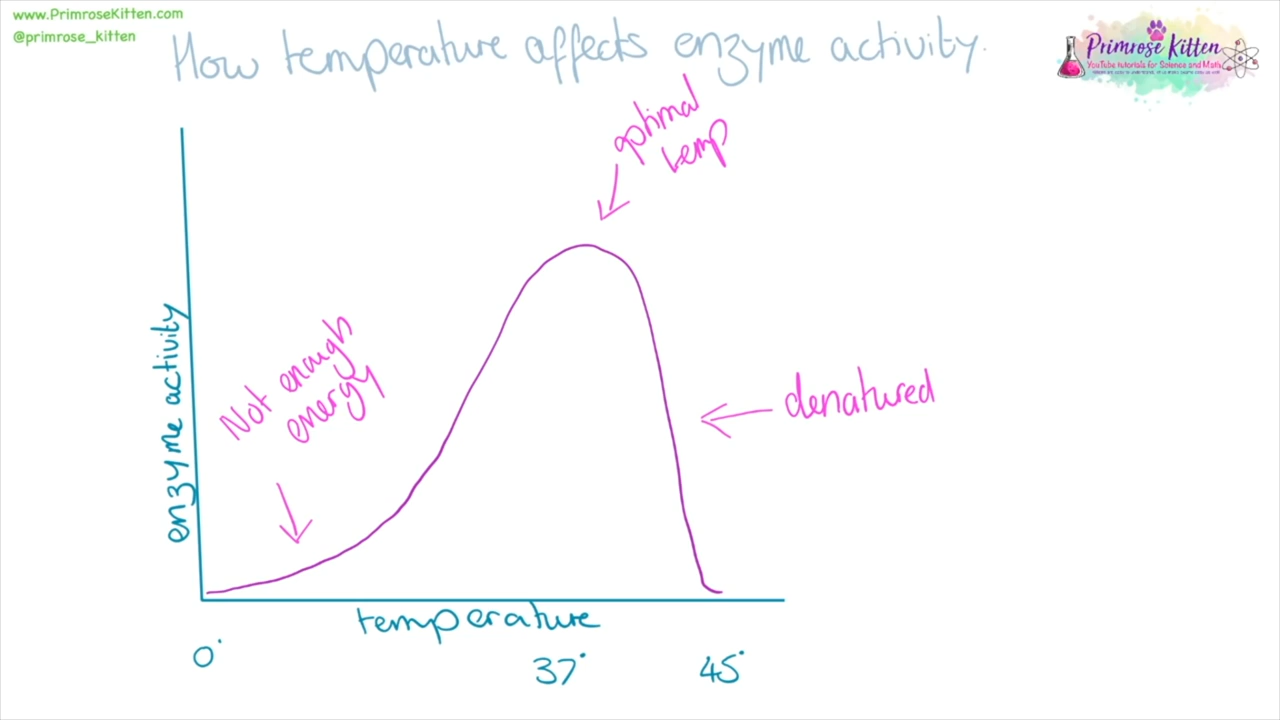 www.PrimroseKitten.com
@primrose_kitten
How temperature affects enzyme activity.
Primrose Kitten
YouTube tutorials for Science and Maths
optimal
temp
Not enough
energy
denatured
enzyme activity
temperature
0°
37°
45°